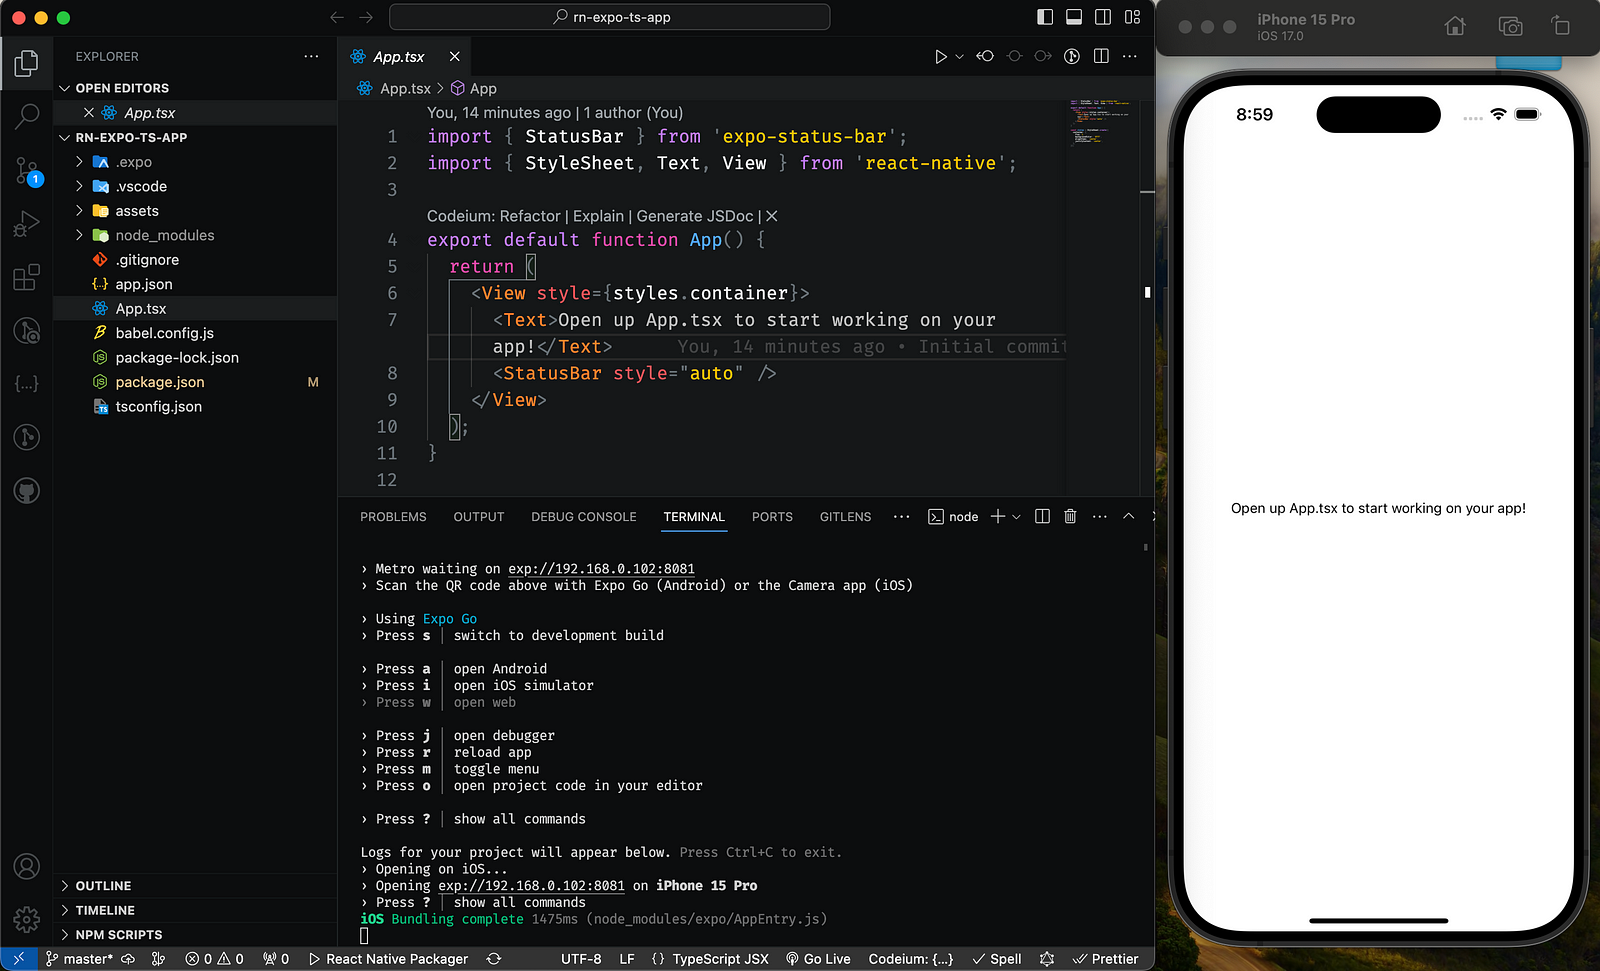 rn-expo-ts-app
EXPLORER
OPEN EDITORS
App.tsx
RN-EXPO-TS-APP
.expo
.vscode
assets
node_modules
.gitignore
app.json
App.tsx
babel.config.js
package-lock.json
package.json M
tsconfig.json
OUTLINE
TIMELINE
NPM SCRIPTS
1
App.tsx
App.tsx > App
You, 14 minutes ago | 1 author (You)
1 import { StatusBar } from 'expo-status-bar';
2 import { StyleSheet, Text, View } from 'react-native';
3
Codeium: Refactor | Explain | Generate JSDoc | X
4 export default function App() {
5 return (
6 <View style={styles.container}>
7 <Text>Open up App.tsx to start working on your
app!</Text> You, 14 minutes ago • Initial commit
8 <StatusBar style="auto" />
9 </View>
10 );
11 }
12
PROBLEMS OUTPUT DEBUG CONSOLE TERMINAL PORTS GITLENS ... node
› Metro waiting on exp://192.168.0.102:8081
› Scan the QR code above with Expo Go (Android) or the Camera app (iOS)
› Using Expo Go
› Press s │ switch to development build
› Press a │ open Android
› Press i │ open iOS simulator
› Press w │ open web
› Press j │ open debugger
› Press r │ reload app
› Press m │ toggle menu
› Press o │ open project code in your editor
› Press ? │ show all commands
Logs for your project will appear below. Press Ctrl+C to exit.
› Opening on iOS...
› Opening exp://192.168.0.102:8081 on iPhone 15 Pro
› Press ? │ show all commands
iOS Bundling complete 1475ms (node_modules/expo/AppEntry.js)
master* 0 0 0 React Native Packager UTF-8 LF {} TypeScript JSX Go Live Codeium: {...} Spell Prettier
iPhone 15 Pro
iOS 17.0
8:59
Open up App.tsx to start working on your app!